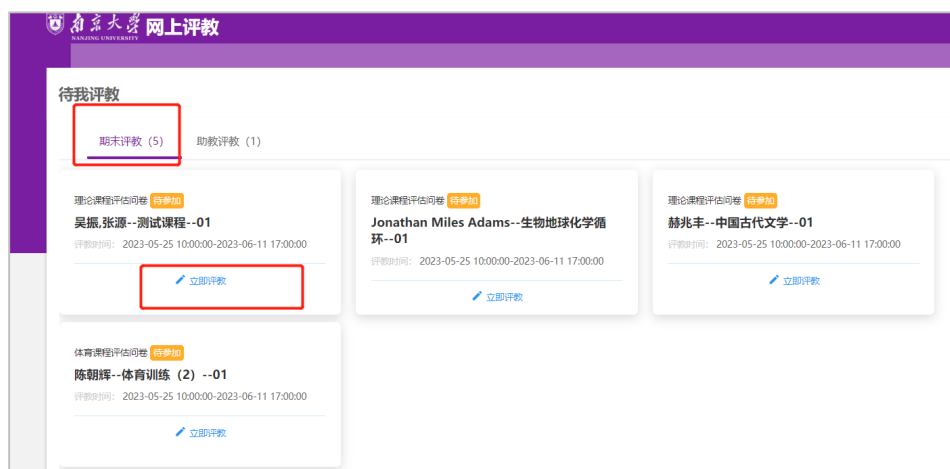 南京大学 网上评教
NANJING UNIVERSITY
待我评教
期末评教（5） 助教评教（1）
理论课程评估问卷 待参加
吴振,张源--测试课程--01
评教时间： 2023-05-25 10:00:00-2023-06-11 17:00:00
立即评教
理论课程评估问卷 待参加
Jonathan Miles Adams--生物地球化学循
环--01
评教时间： 2023-05-25 10:00:00-2023-06-11 17:00:00
立即评教
理论课程评估问卷 待参加
赫兆丰--中国古代文学--01
评教时间： 2023-05-25 10:00:00-2023-06-11 17:00:00
立即评教
体育课程评估问卷 待参加
陈朝辉--体育训练（2）--01
评教时间： 2023-05-25 10:00:00-2023-06-11 17:00:00
立即评教